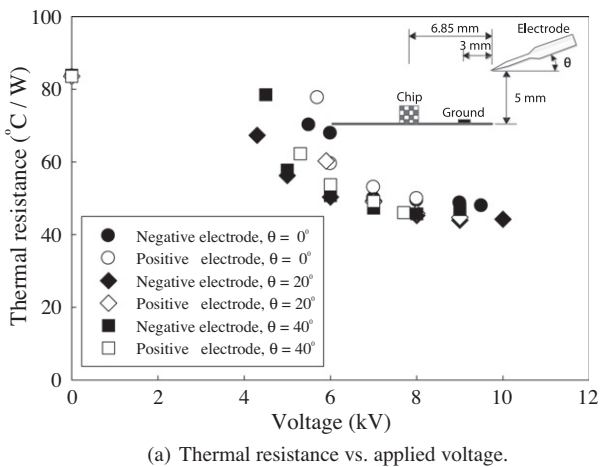 100
80
60
40
20
0
0
2
4
6
8
10
12
Thermal resistance (°C / W)
Voltage (kV)
6.85 mm
Electrode
3 mm
θ
5 mm
Chip
Ground
Negative electrode, θ = 0°
Positive electrode, θ = 0°
Negative electrode, θ = 20°
Positive electrode, θ = 20°
Negative electrode, θ = 40°
Positive electrode, θ = 40°
(a) Thermal resistance vs. applied voltage.